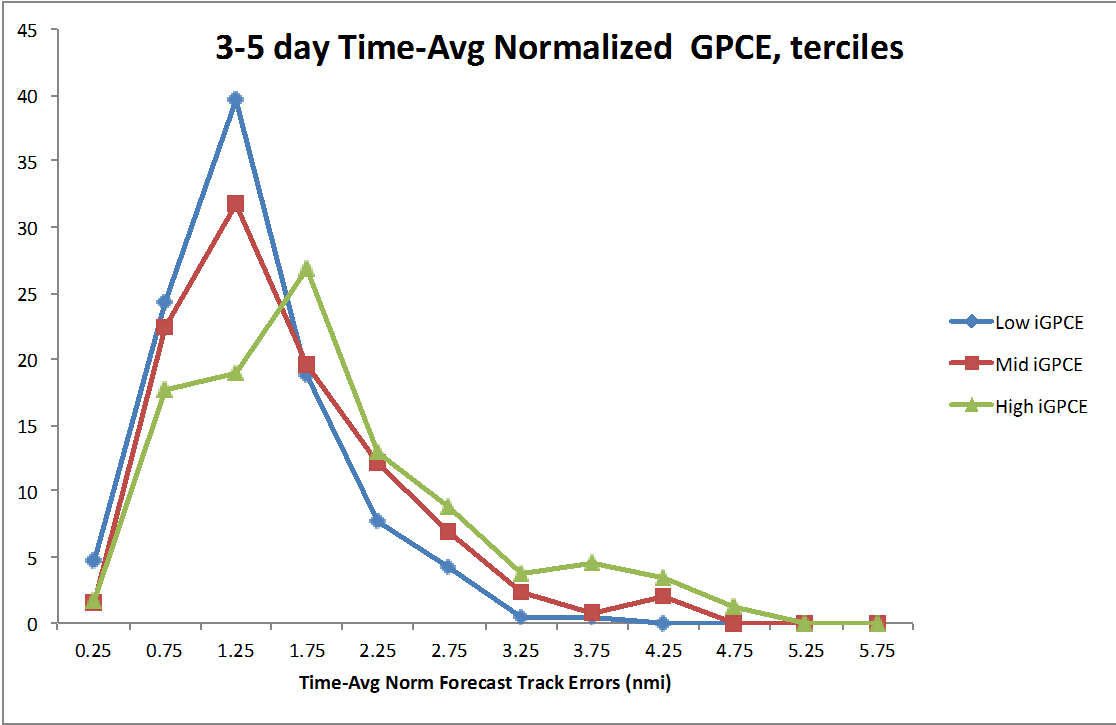 3-5 day Time-Avg Normalized  GPCE, terciles
45
40
35
30
25
20
15
10
5
0
0.25 0.75 1.25 1.75 2.25 2.75 3.25 3.75 4.25 4.75 5.25 5.75
Time-Avg Norm Forecast Track Errors (nmi)
Low iGPCE
Mid iGPCE
High iGPCE